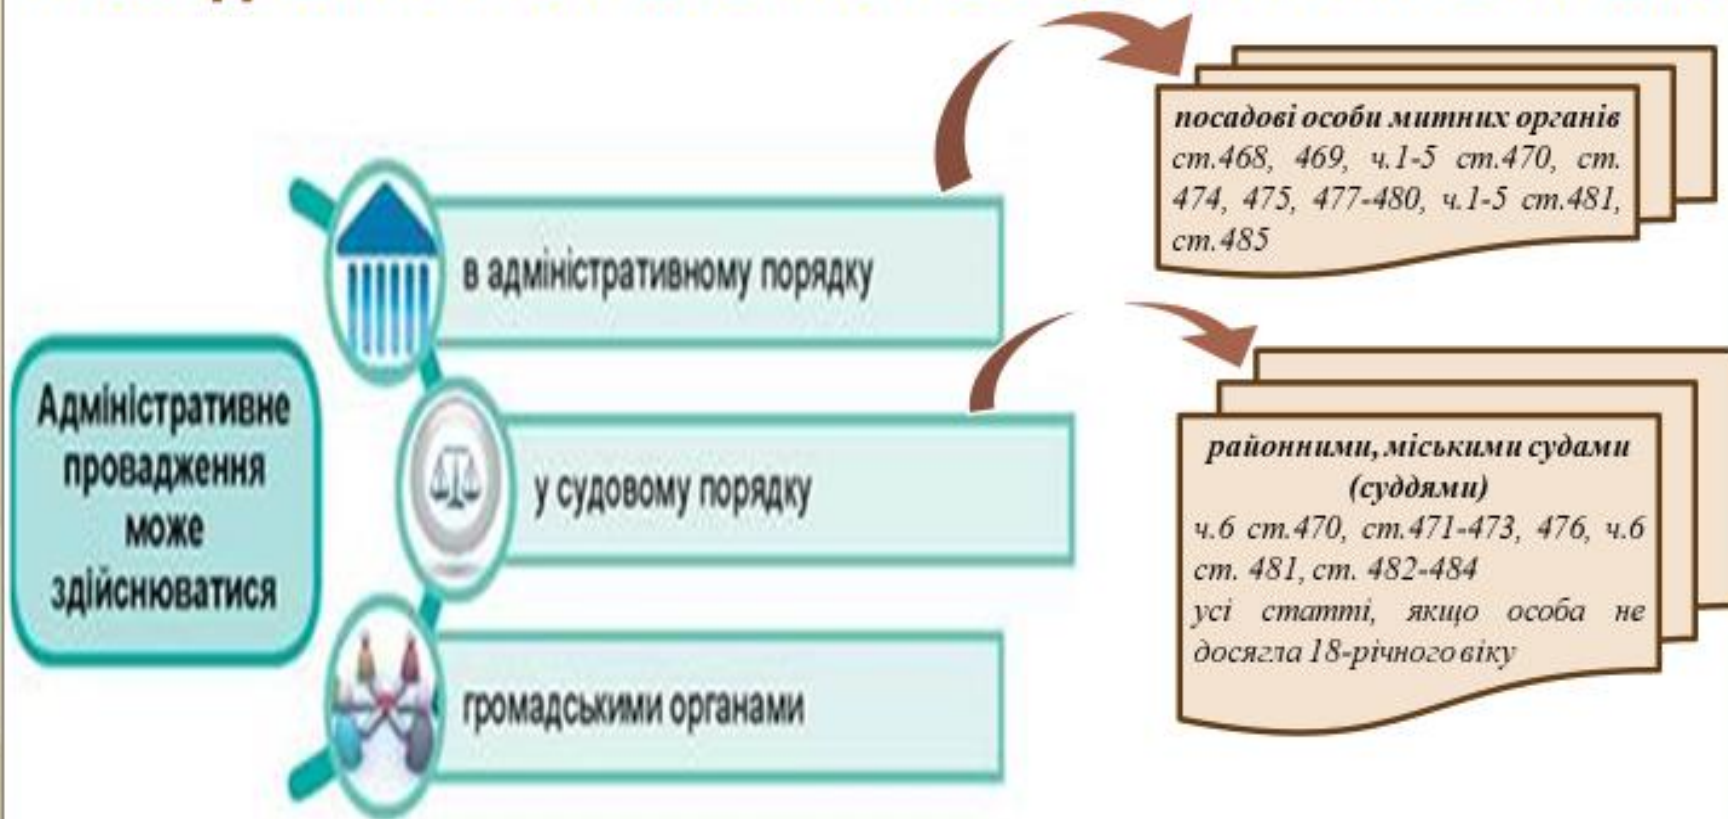 Адміністративне
провадження
може
здійснюватися
в адміністративному порядку
у судовому порядку
громадськими органами
посадові особи митних органів
ст.468, 469, ч.1-5 ст.470, ст.
474, 475, 477-480, ч.1-5 ст.481,
ст.485
районними, міськими судами
(суддями)
ч.6 ст.470, ст.471-473, 476, ч.6
ст. 481, ст. 482-484
усі статті, якщо особа не
досягла 18-річного віку